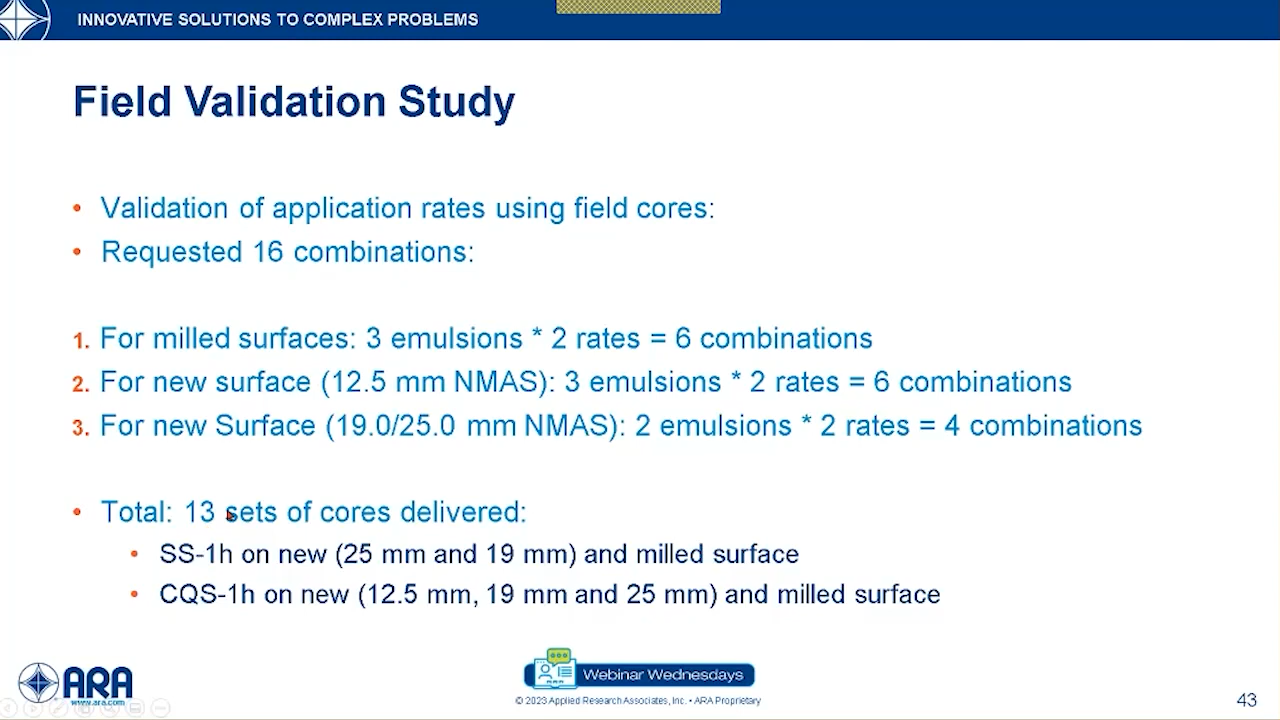 INNOVATIVE SOLUTIONS TO COMPLEX PROBLEMS
Field Validation Study
• Validation of application rates using field cores:
• Requested 16 combinations:
1. For milled surfaces: 3 emulsions * 2 rates = 6 combinations
2. For new surface (12.5 mm NMAS): 3 emulsions * 2 rates = 6 combinations
3. For new Surface (19.0/25.0 mm NMAS): 2 emulsions * 2 rates = 4 combinations
• Total: 13 sets of cores delivered:
• SS-1h on new (25 mm and 19 mm) and milled surface
• CQS-1h on new (12.5 mm, 19 mm and 25 mm) and milled surface
ARA
www.ara.com
Webinar Wednesdays
© 2023 Applied Research Associates, Inc. • ARA Proprietary
43